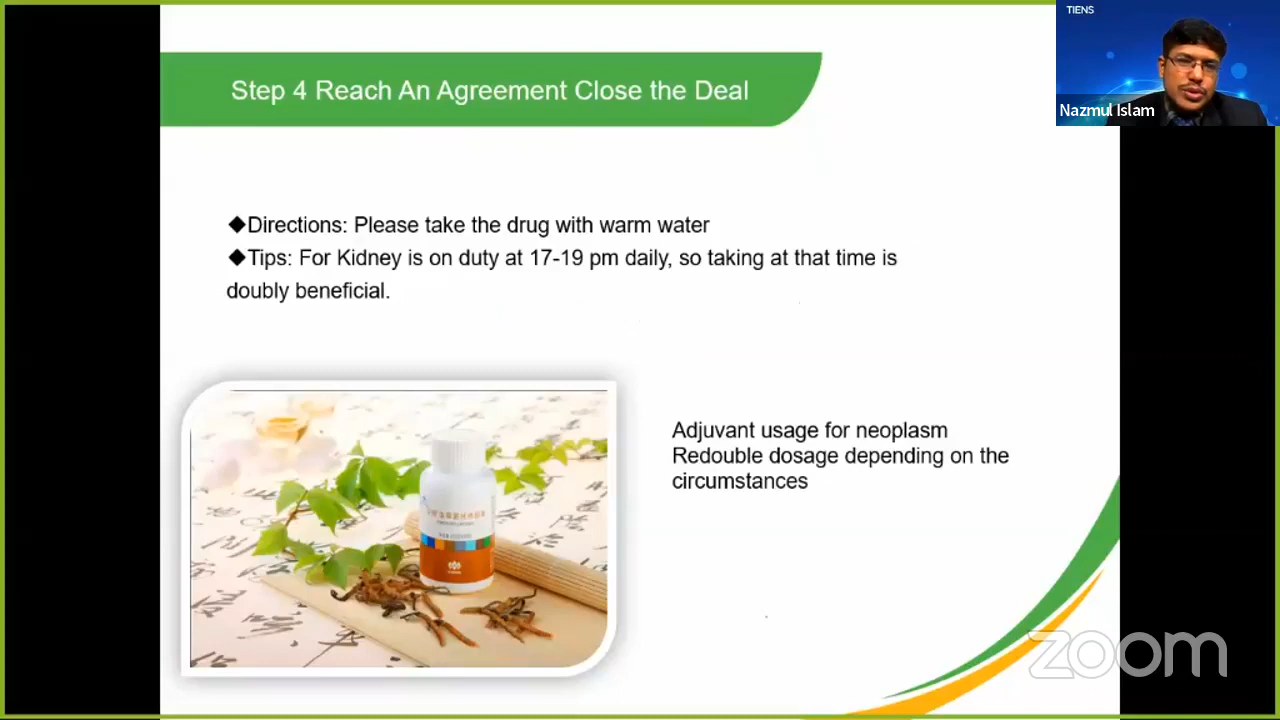 TIENS
Nazmul Islam
Step 4 Reach An Agreement Close the Deal
◆Directions: Please take the drug with warm water
◆Tips: For Kidney is on duty at 17-19 pm daily, so taking at that time is
doubly beneficial.
Adjuvant usage for neoplasm
Redouble dosage depending on the
circumstances
zoom